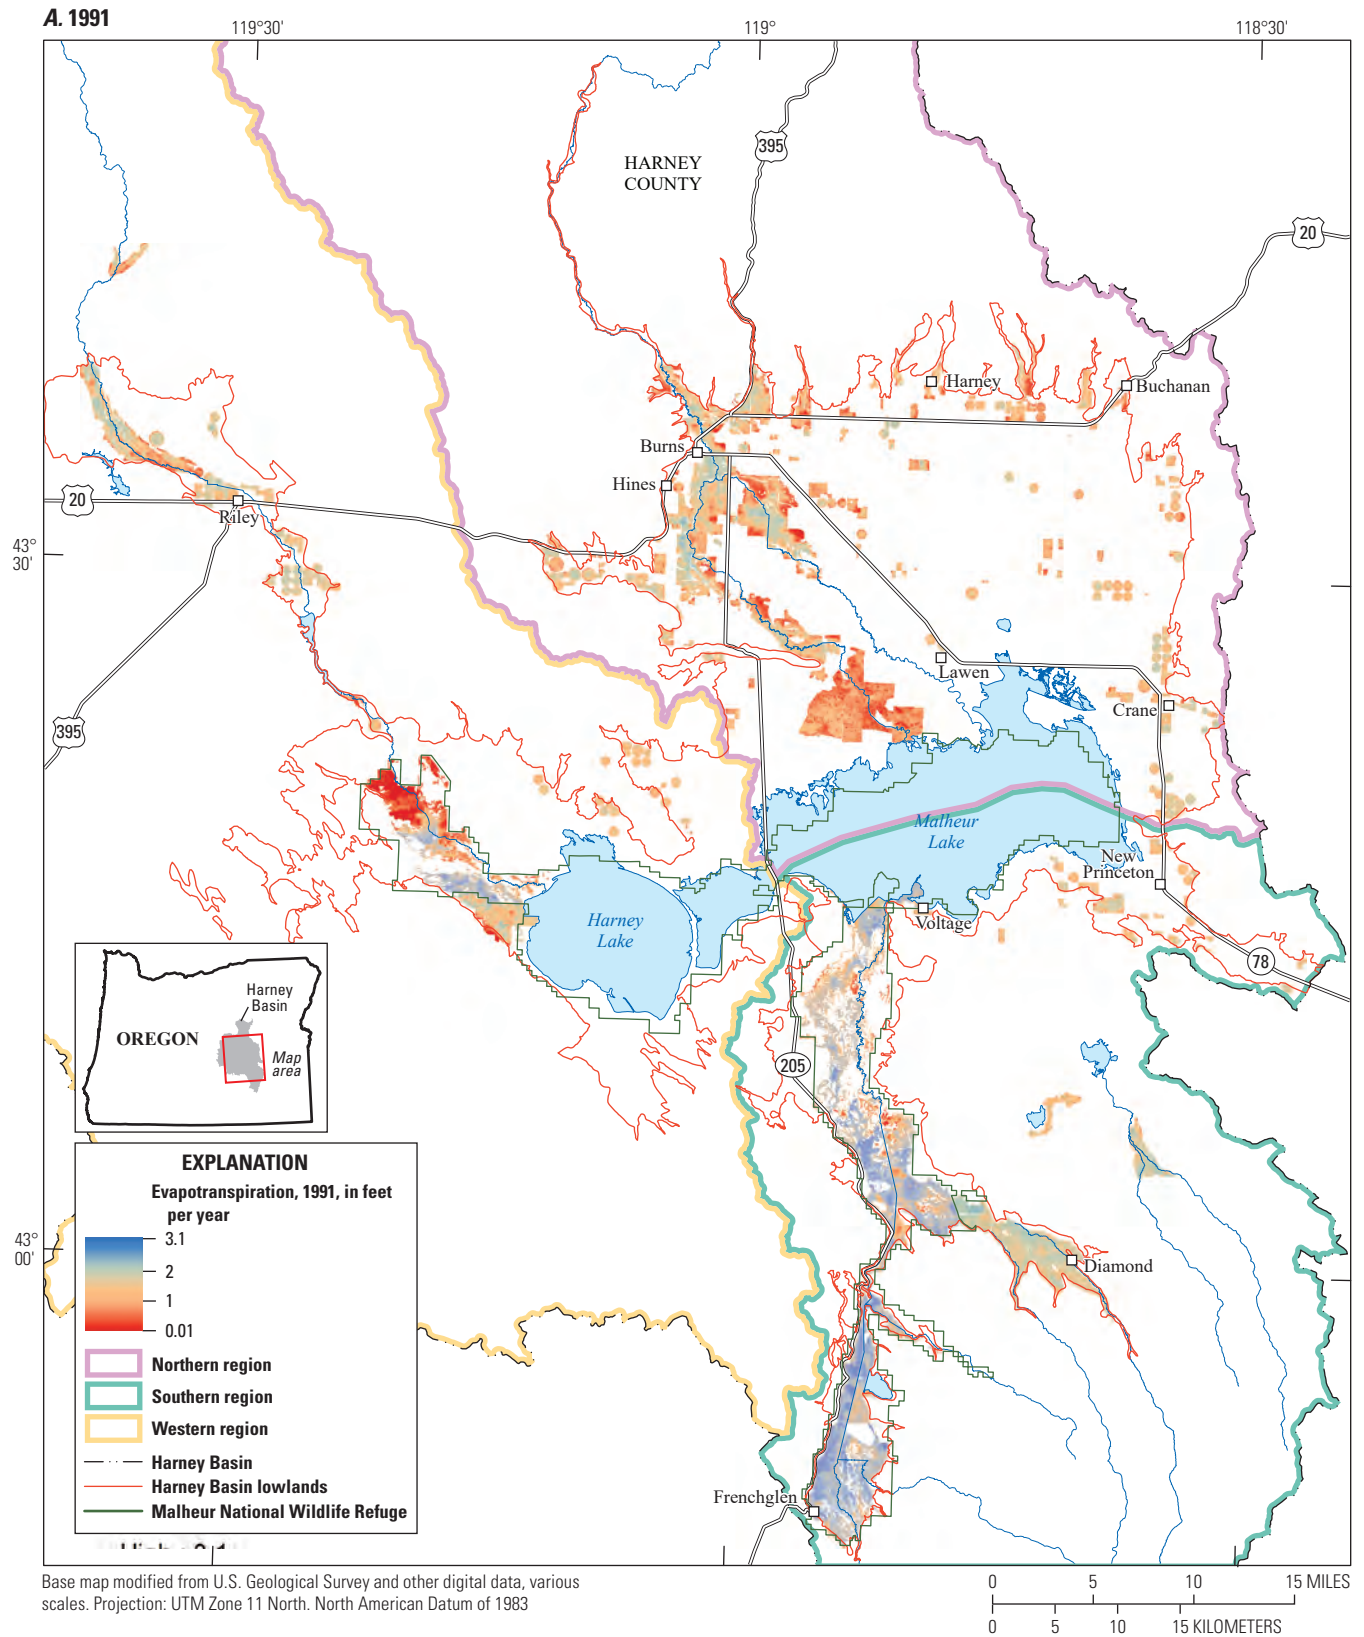 A. 1991
119°30'
119°
118°30'
395
HARNEY
COUNTY
20
Harney
Buchanan
Burns
Hines
20
Riley
43°
30'
Lawen
Crane
395
Malheur
Lake
New
Princeton
Harney
Lake
Voltage
78
Harney
Basin
OREGON
Map
area
205
EXPLANATION
Evapotranspiration, 1991, in feet
per year
3.1
2
1
0.01
Northern region
Southern region
Western region
Harney Basin
Harney Basin lowlands
Malheur National Wildlife Refuge
43°
00'
Diamond
Frenchglen
Base map modified from U.S. Geological Survey and other digital data, various
scales. Projection: UTM Zone 11 North. North American Datum of 1983
0 5 10 15 MILES
0 5 10 15 KILOMETERS